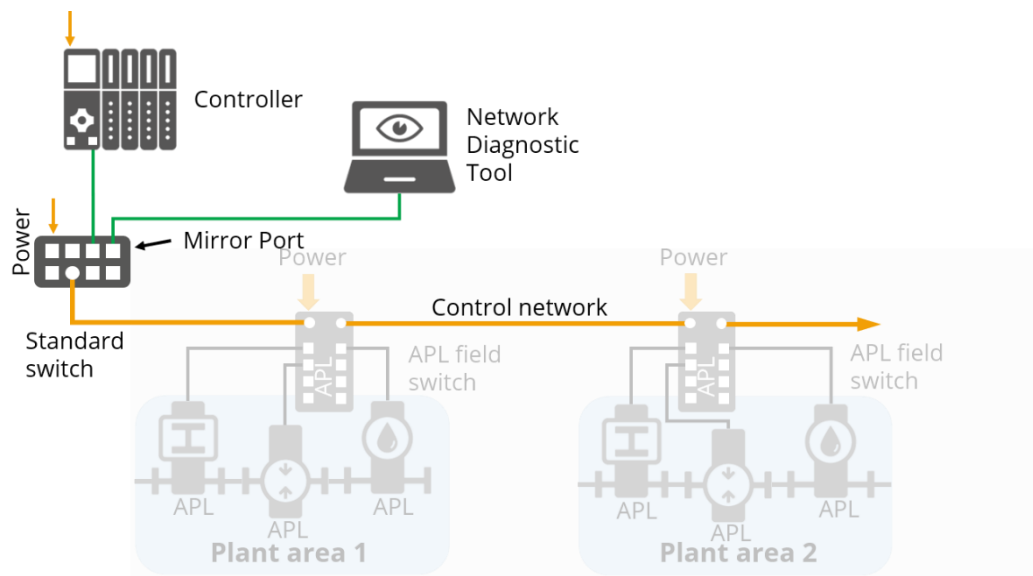 Controller
Network
Diagnostic
Tool
Power
Mirror Port
Power
Power
Control network
Standard
switch
APL
APL field
switch
APL
APL field
switch
APL
APL
APL
Plant area 1
APL
APL
APL
Plant area 2